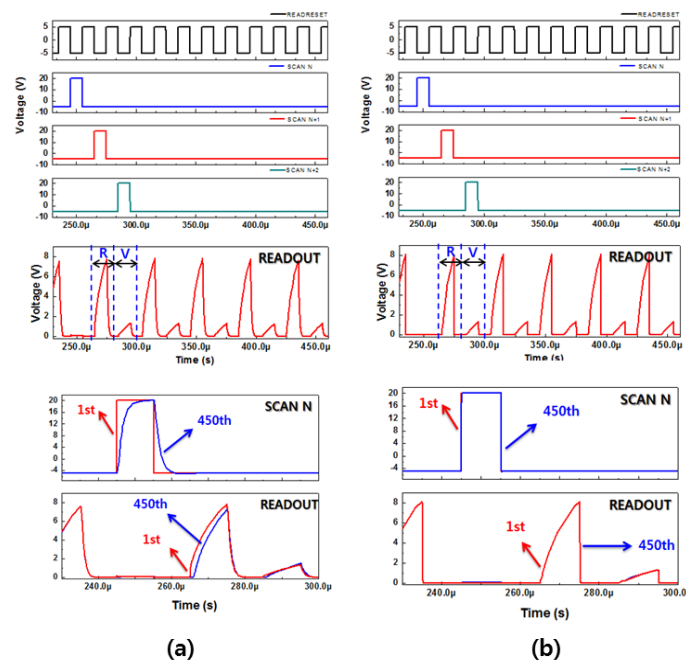 READRESET
5
0
-5
SCAN N
20
10
0
-10
SCAN N+1
20
10
0
-10
SCAN N+2
20
10
0
-10
Voltage (V)
250.0μ 300.0μ 350.0μ 400.0μ 450.0μ
R V READOUT
8
6
4
2
0
Voltage(V)
250.0μ 300.0μ 350.0μ 400.0μ 450.0μ
Time (s)
20
16
12
8
4
0
-4
SCAN N
1st
450th
8
6
4
2
0
READOUT
450th
1st
240.0μ 260.0μ 280.0μ 300.0μ
Time (s)
(a)
READRESET
5
0
-5
SCAN N
20
10
0
-10
SCAN N+1
20
10
0
-10
SCAN N+2
20
10
0
-10
Voltage (V)
250.0μ 300.0μ 350.0μ 400.0μ 450.0μ
R V READOUT
8
6
4
2
0
Voltage(V)
250.0μ 300.0μ 350.0μ 400.0μ 450.0μ
Time (s)
20
16
12
8
4
0
-4
SCAN N
1st
450th
8
6
4
2
0
READOUT
1st
450th
240.0μ 260.0μ 280.0μ 300.0
Time (s)
(b)